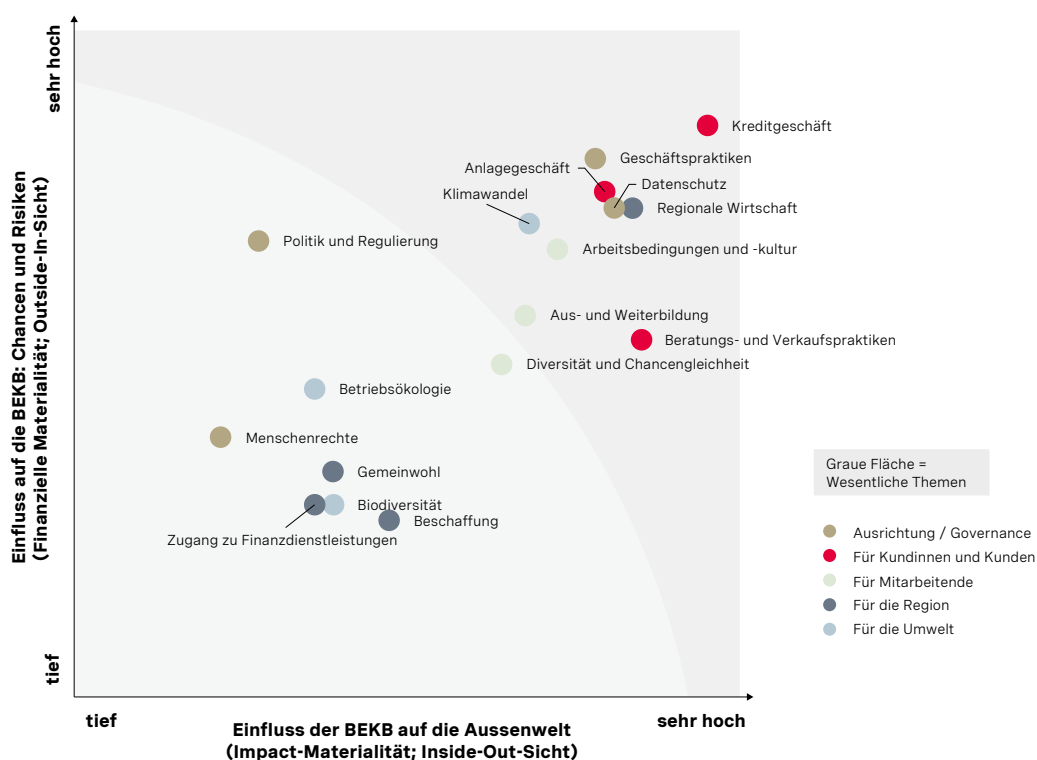 sehr hoch
Einfluss auf die BEKB: Chancen und Risiken
(Finanzielle Materialität; Outside-In-Sicht)
tief
Kreditgeschäft
Geschäftspraktiken
Anlagegeschäft
Datenschutz
Klimawandel
Regionale Wirtschaft
Politik und Regulierung
Arbeitsbedingungen und -kultur
Aus- und Weiterbildung
Beratungs- und Verkaufspraktiken
Diversität und Chancengleichheit
Betriebsökologie
Menschenrechte
Gemeinwohl
Biodiversität
Beschaffung
Zugang zu Finanzdienstleistungen
Graue Fläche =
Wesentliche Themen
Ausrichtung / Governance
Für Kundinnen und Kunden
Für Mitarbeitende
Für die Region
Für die Umwelt
tief
Einfluss der BEKB auf die Aussenwelt
(Impact-Materialität; Inside-Out-Sicht)
sehr hoch